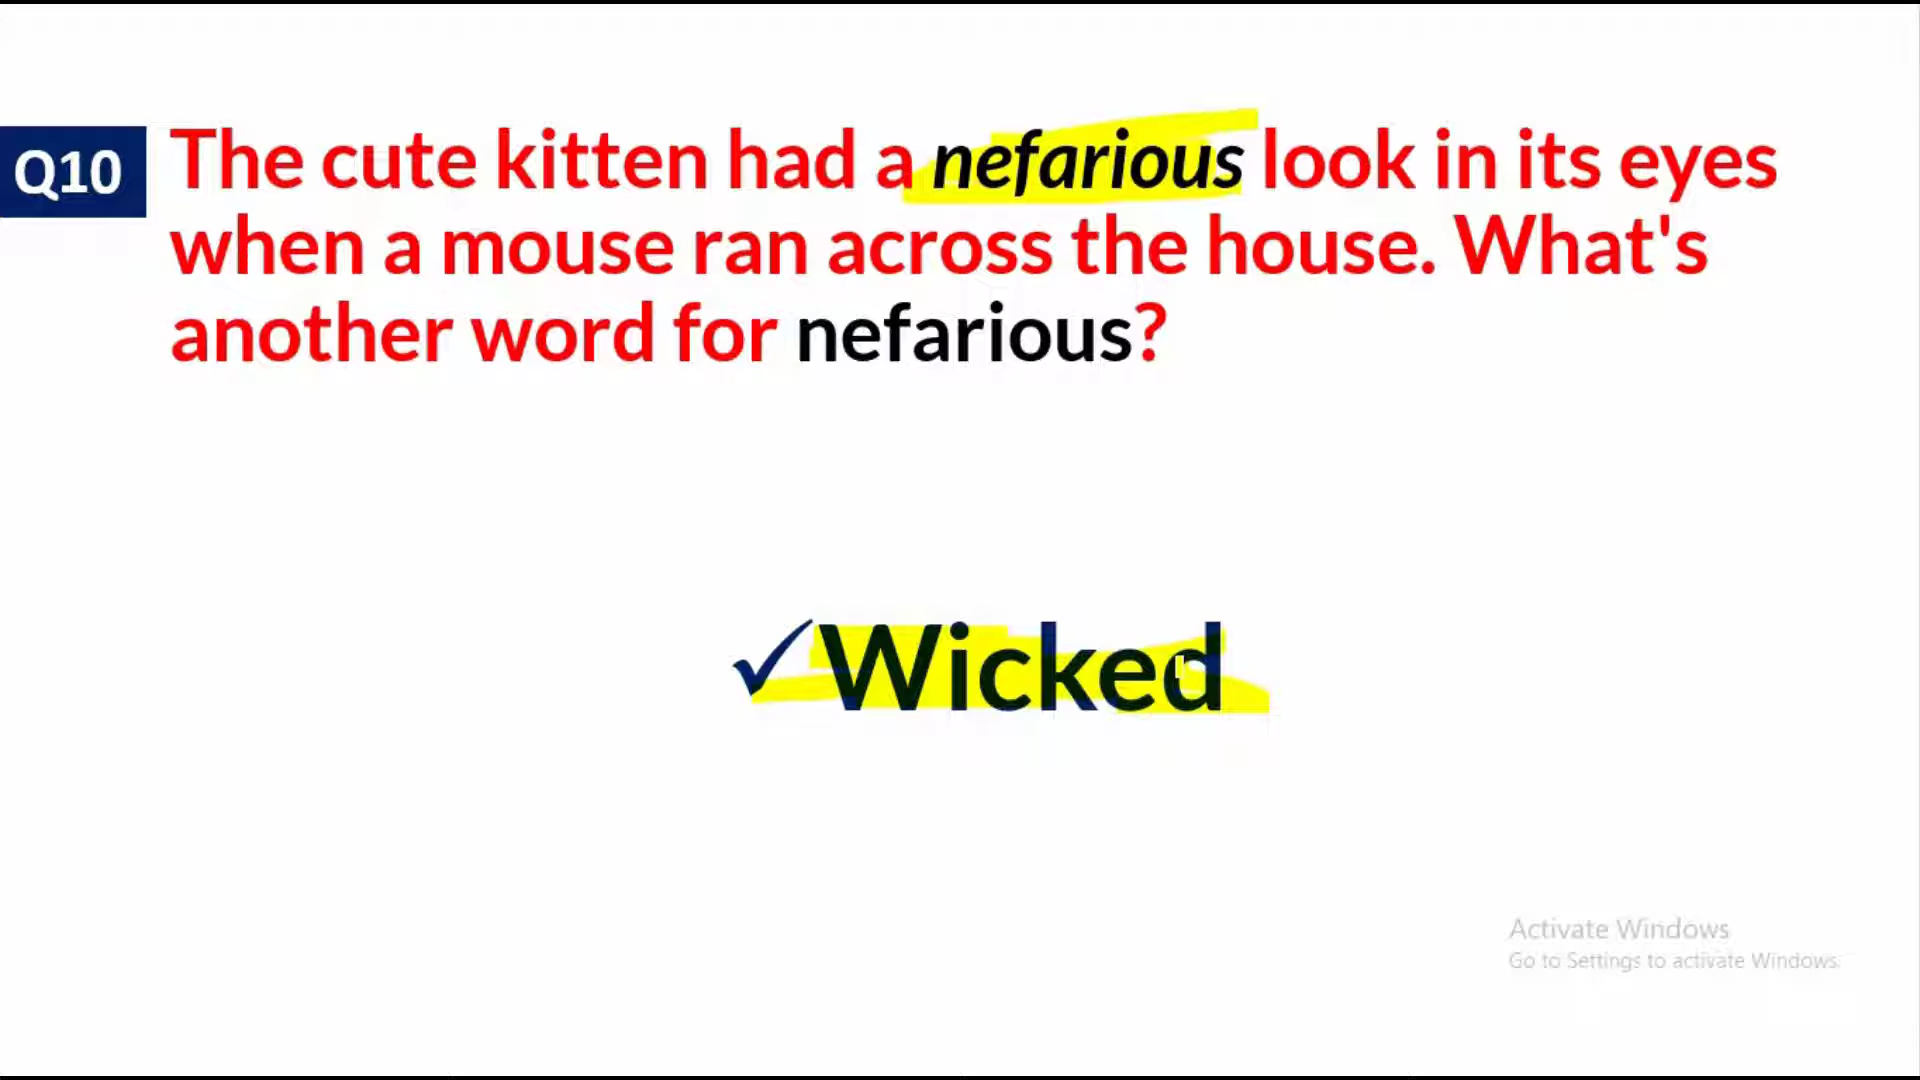 Q10 The cute kitten had a nefarious look in its eyes
when a mouse ran across the house. What's
another word for nefarious?
✓Wicked
Activate Windows
Go to Settings to activate Windows.